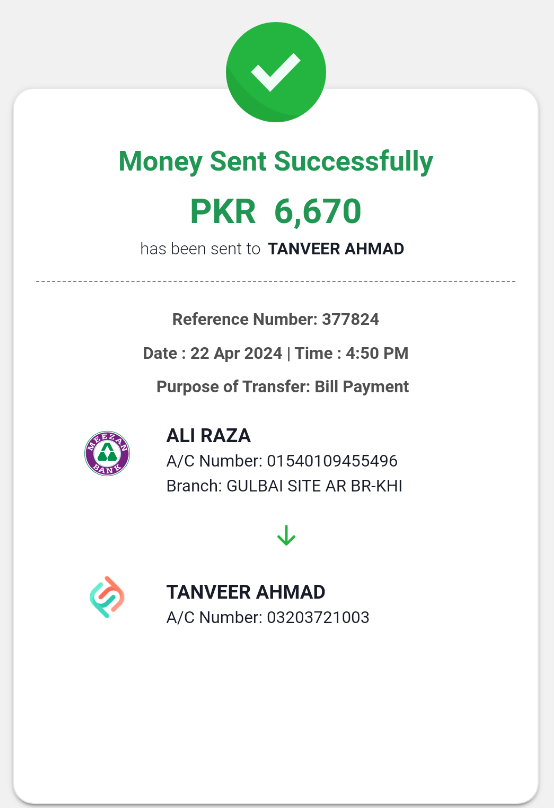 Money Sent Successfully
PKR 6,670
has been sent to TANVEER AHMAD
Reference Number: 377824
Date : 22 Apr 2024 | Time : 4:50 PM
Purpose of Transfer: Bill Payment
MEEZAN
BANK
ALI RAZA
A/C Number: 01540109455496
Branch: GULBAI SITE AR BR-KHI
TANVEER AHMAD
A/C Number: 03203721003